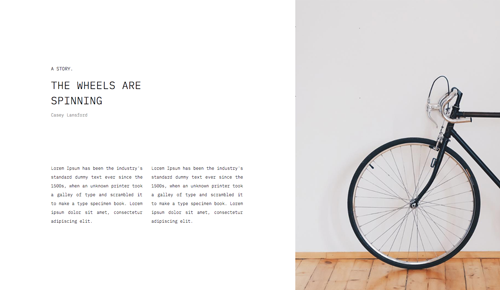 A STORY.
THE WHEELS ARE
SPINNING
Casey Lansford
Lorem Ipsum has been the industry's
standard dummy text ever since the
1500s, when an unknown printer took
a galley of type and scrambled it
to make a type specimen book. Lorem
ipsum dolor sit amet, consectetur
adipiscing elit.
Lorem Ipsum has been the industry's
standard dummy text ever since the
1500s, when an unknown printer took
a galley of type and scrambled it
to make a type specimen book. Lorem
ipsum dolor sit amet, consectetur
adipiscing elit.